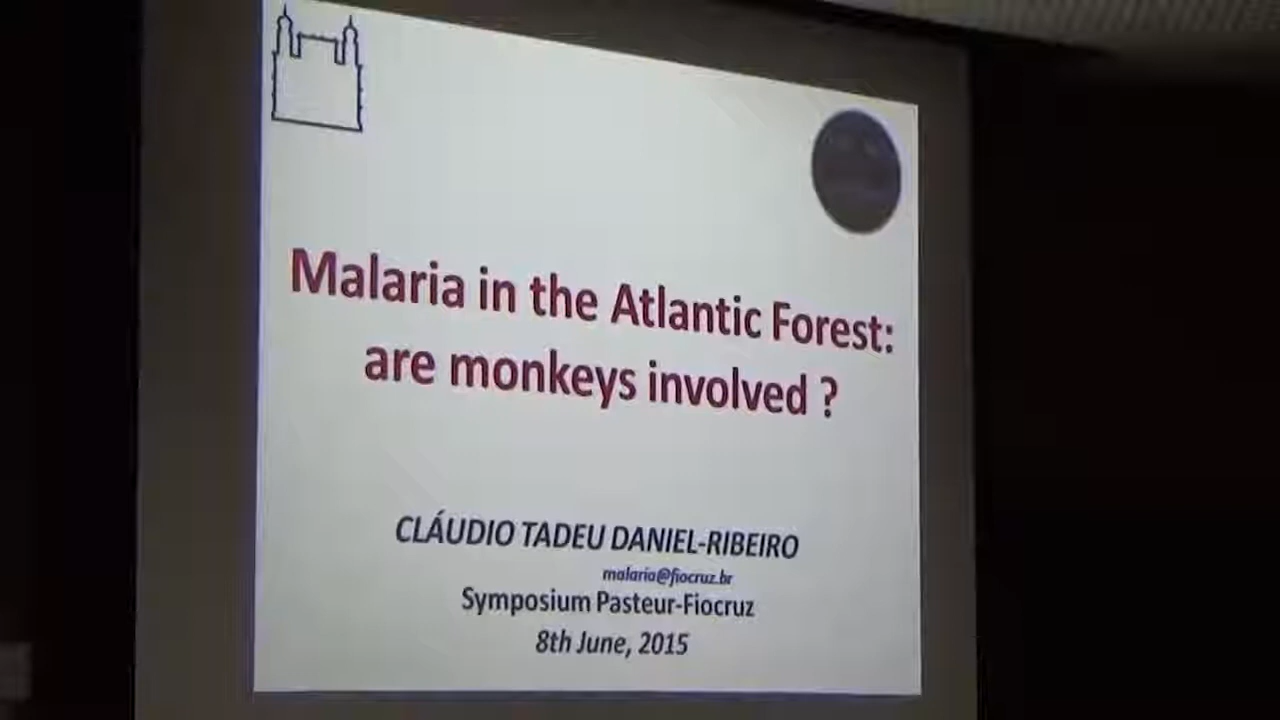 Malaria in the Atlantic Forest:
are monkeys involved ?
CLÁUDIO TADEU DANIEL-RIBEIRO
malaria@fiocruz.br
Symposium Pasteur-Fiocruz
8th June, 2015